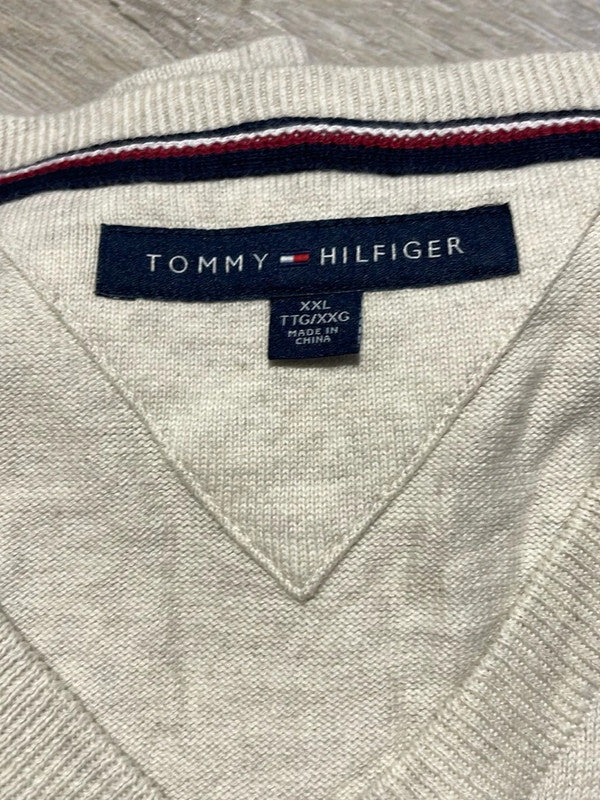 TOMMY HILFIGER
XXL
TTG/XXG
MADE IN
CHINA